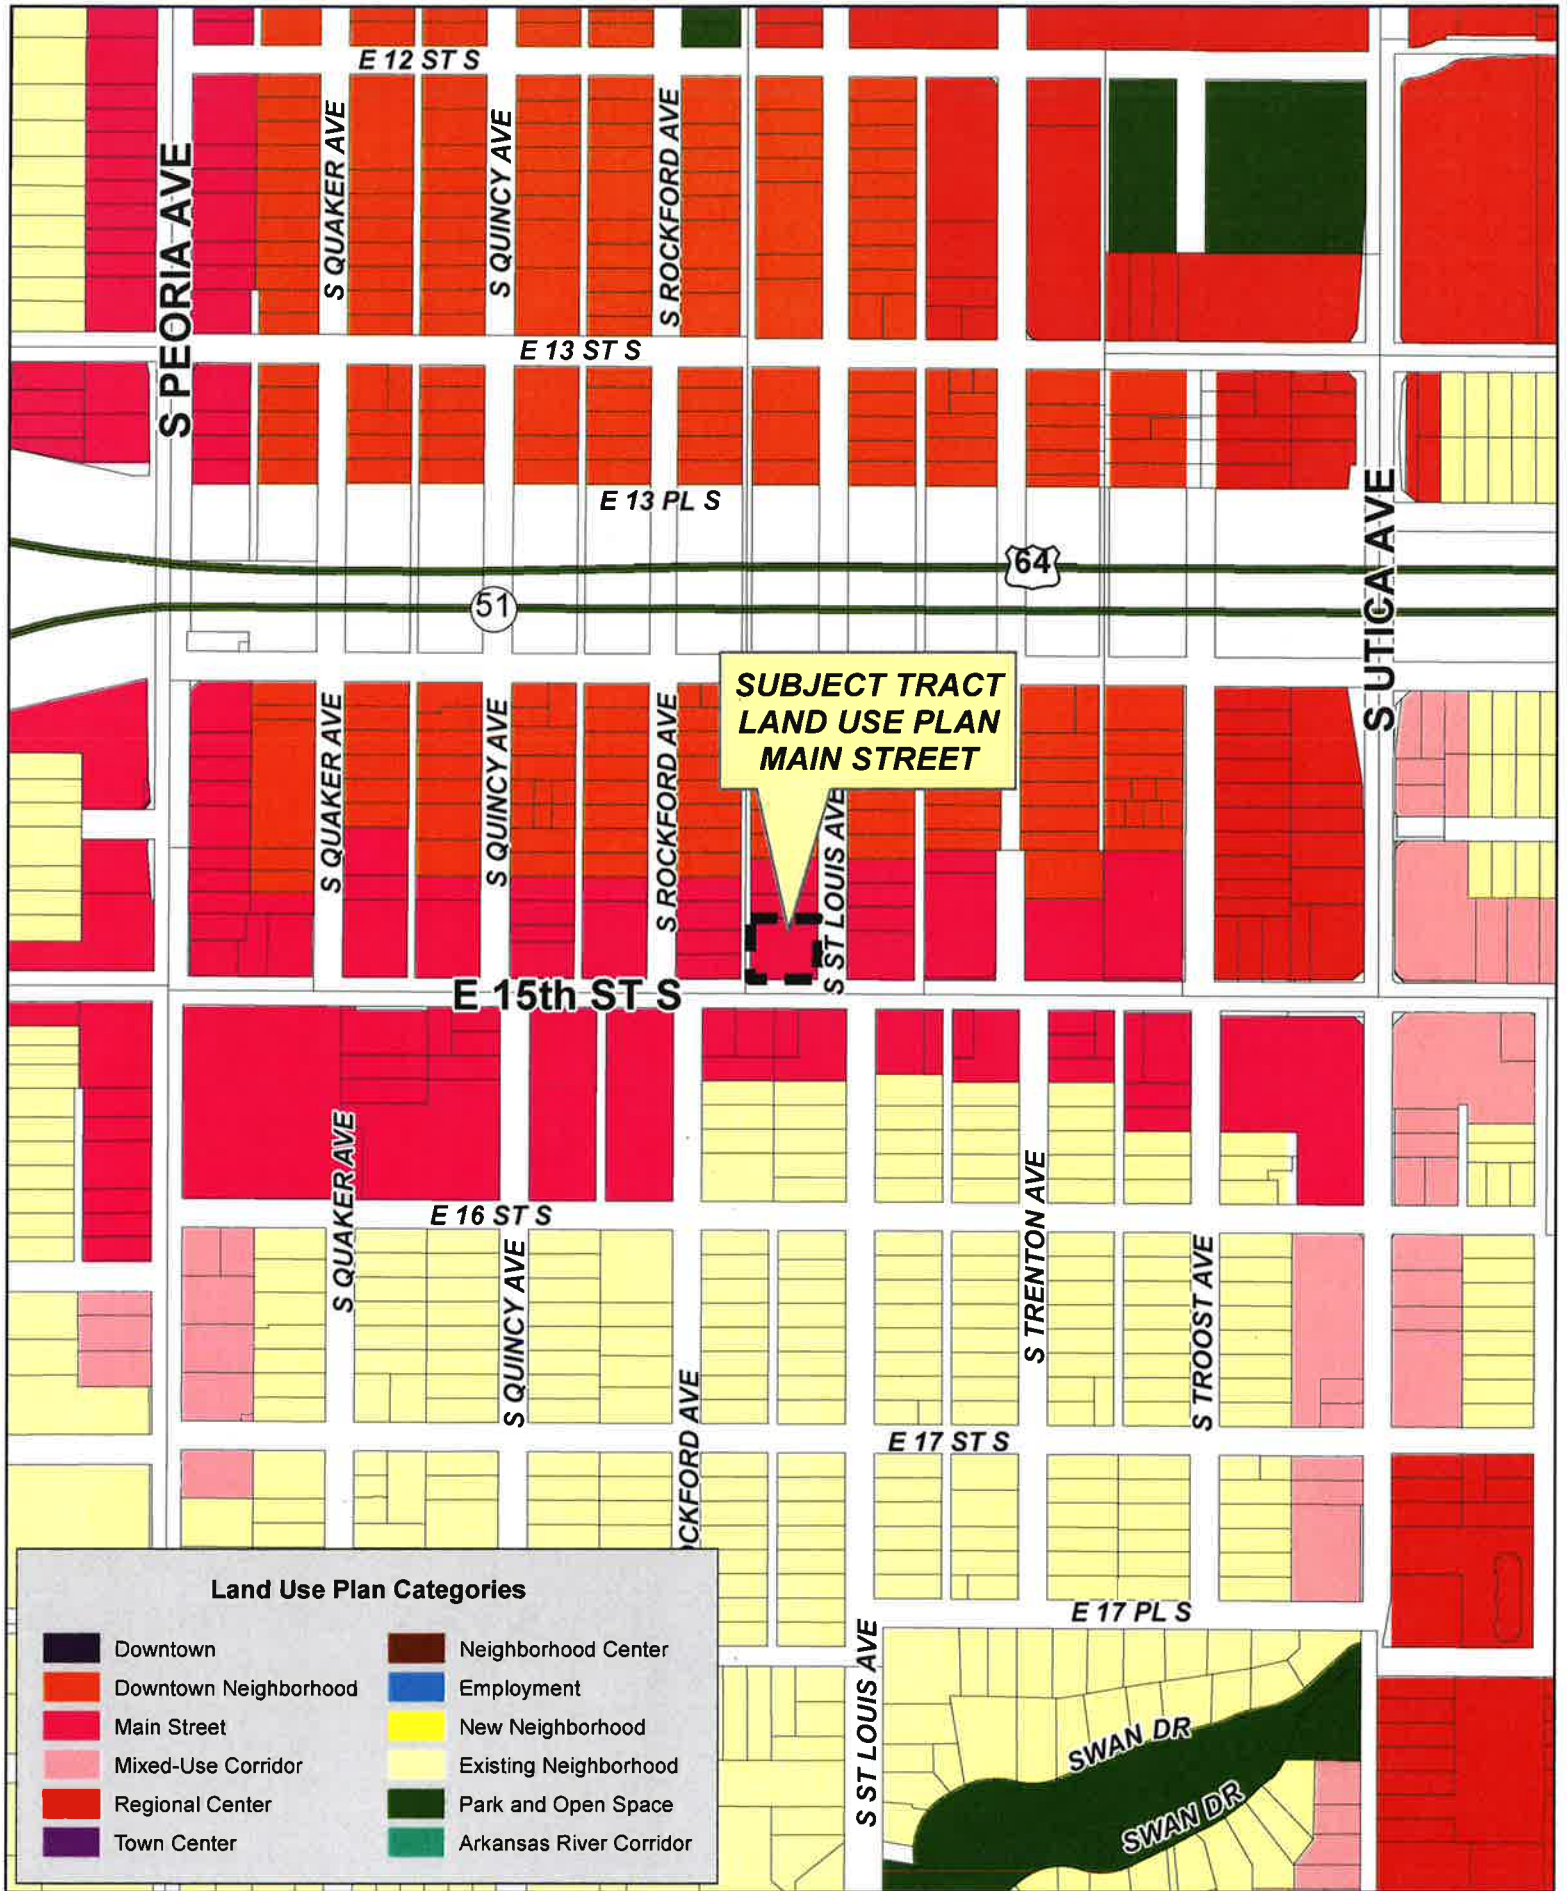 E 12 ST S
S PEORIA AVE
S QUAKER AVE
S QUINCY AVE
S ROCKFORD AVE
E 13 ST S
E 13 PL S
64
51
S UTICA AVE
SUBJECT TRACT
LAND USE PLAN
MAIN STREET
S QUAKER AVE
S QUINCY AVE
S ROCKFORD AVE
S ST LOUIS AVE
E 15th ST S
S QUAKER AVE
E 16 ST S
S QUINCY AVE
S TRENTON AVE
S TROOST AVE
OCKFORD AVE
E 17 ST S
E 17 PL S
S ST LOUIS AVE
SWAN DR
SWAN DR
Land Use Plan Categories
Downtown
Downtown Neighborhood
Main Street
Mixed-Use Corridor
Regional Center
Town Center
Neighborhood Center
Employment
New Neighborhood
Existing Neighborhood
Park and Open Space
Arkansas River Corridor